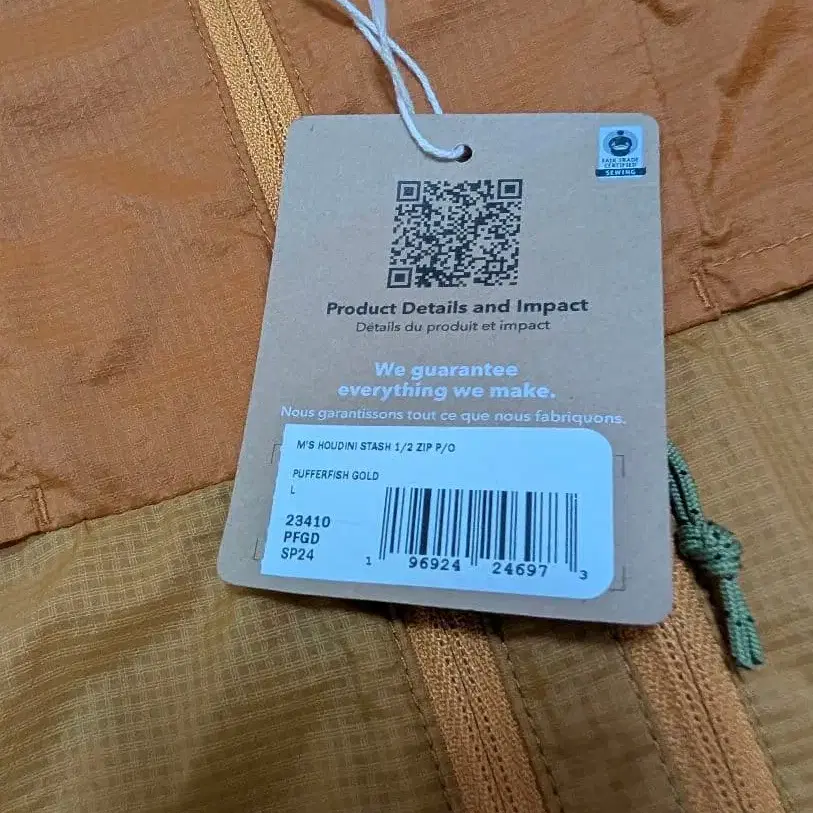 FAIR TRADE
CERTIFIED
SEWING
Product Details and Impact
Détails du produit et impact
We guarantee
everything we make.
Nous garantissons tout ce que nous fabriquons.
M'S HOUDINI STASH 1/2 ZIP P/O
PUFFERFISH GOLD
L
23410
PFGD
SP24
1 96924 24697 3